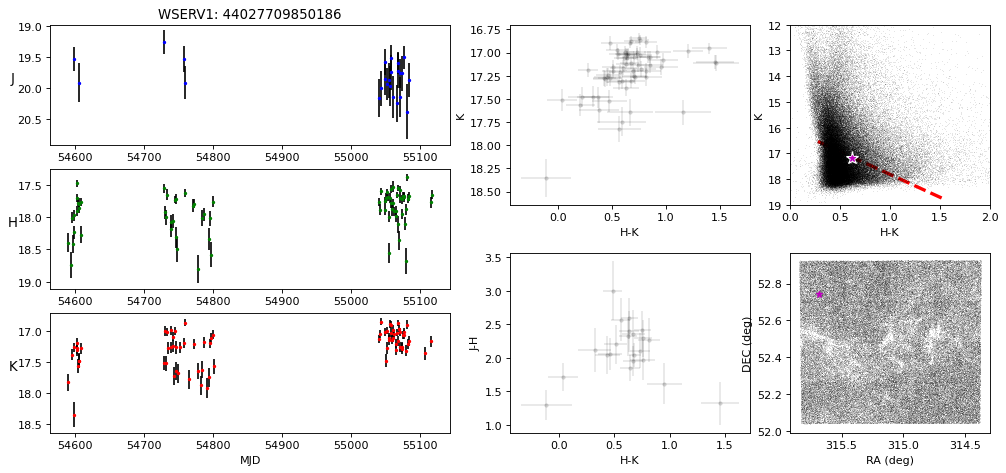 WSERV1: 44027709850186
J
19.0
19.5
20.0
20.5
54600 54700 54800 54900 55000 55100
H
17.5
18.0
18.5
19.0
54600 54700 54800 54900 55000 55100
K
17.0
17.5
18.0
18.5
54600 54700 54800 54900 55000 55100
MJD
K
16.75
17.00
17.25
17.50
17.75
18.00
18.25
18.50
0.0 0.5 1.0 1.5
H-K
J-H
3.5
3.0
2.5
2.0
1.5
1.0
0.0 0.5 1.0 1.5
H-K
K
12
13
14
15
16
17
18
19
0.0 0.5 1.0 1.5 2.0
H-K
DEC (deg)
52.8
52.6
52.4
52.2
52.0
315.5 315.0 314.5
RA (deg)